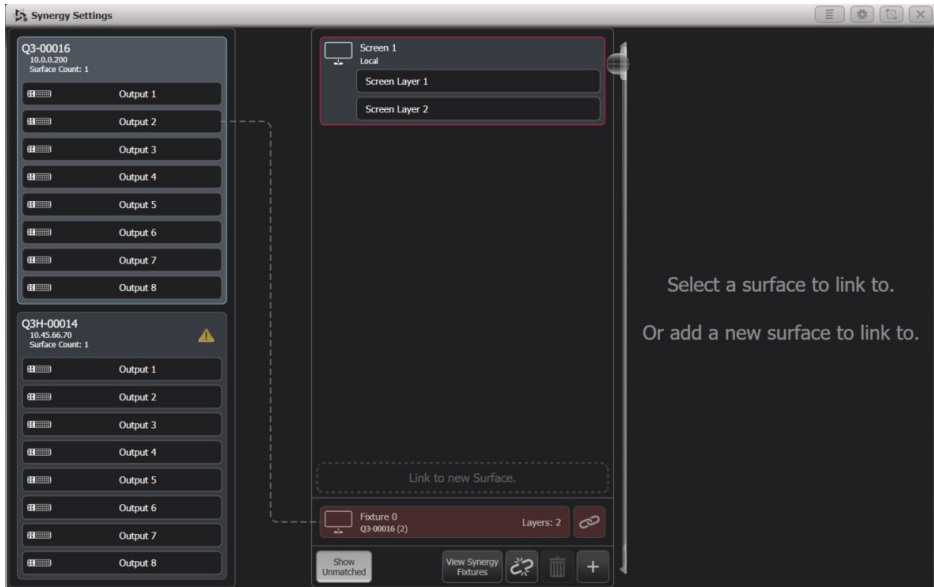 Synergy Settings
Q3-00016
10.0.0.200
Surface Count: 1
Output 1
Output 2
Output 3
Output 4
Output 5
Output 6
Output 7
Output 8
Q3H-00014
10.45.66.70
Surface Count: 1
Output 1
Output 2
Output 3
Output 4
Output 5
Output 6
Output 7
Output 8
Screen 1
Local
Screen Layer 1
Screen Layer 2
Link to new Surface.
Fixture 0
Q3-00016 (2)
Layers: 2
Show
Unmatched
View Synergy
Fixtures
Select a surface to link to.
Or add a new surface to link to.